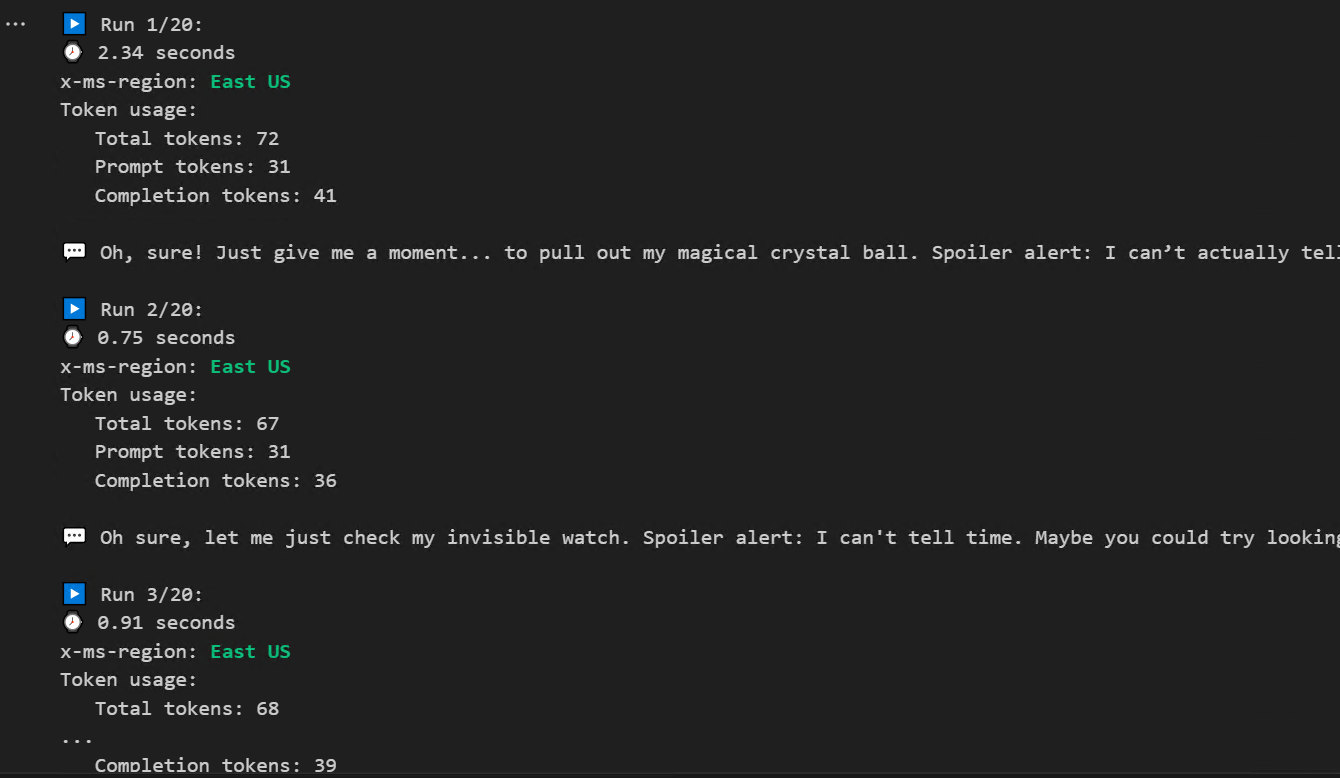 ...
Run 1/20:
2.34 seconds
x-ms-region: East US
Token usage:
Total tokens: 72
Prompt tokens: 31
Completion tokens: 41
Oh, sure! Just give me a moment... to pull out my magical crystal ball. Spoiler alert: I can’t actually tell
Run 2/20:
0.75 seconds
x-ms-region: East US
Token usage:
Total tokens: 67
Prompt tokens: 31
Completion tokens: 36
Oh sure, let me just check my invisible watch. Spoiler alert: I can't tell time. Maybe you could try looking
Run 3/20:
0.91 seconds
x-ms-region: East US
Token usage:
Total tokens: 68
...
Completion tokens: 39